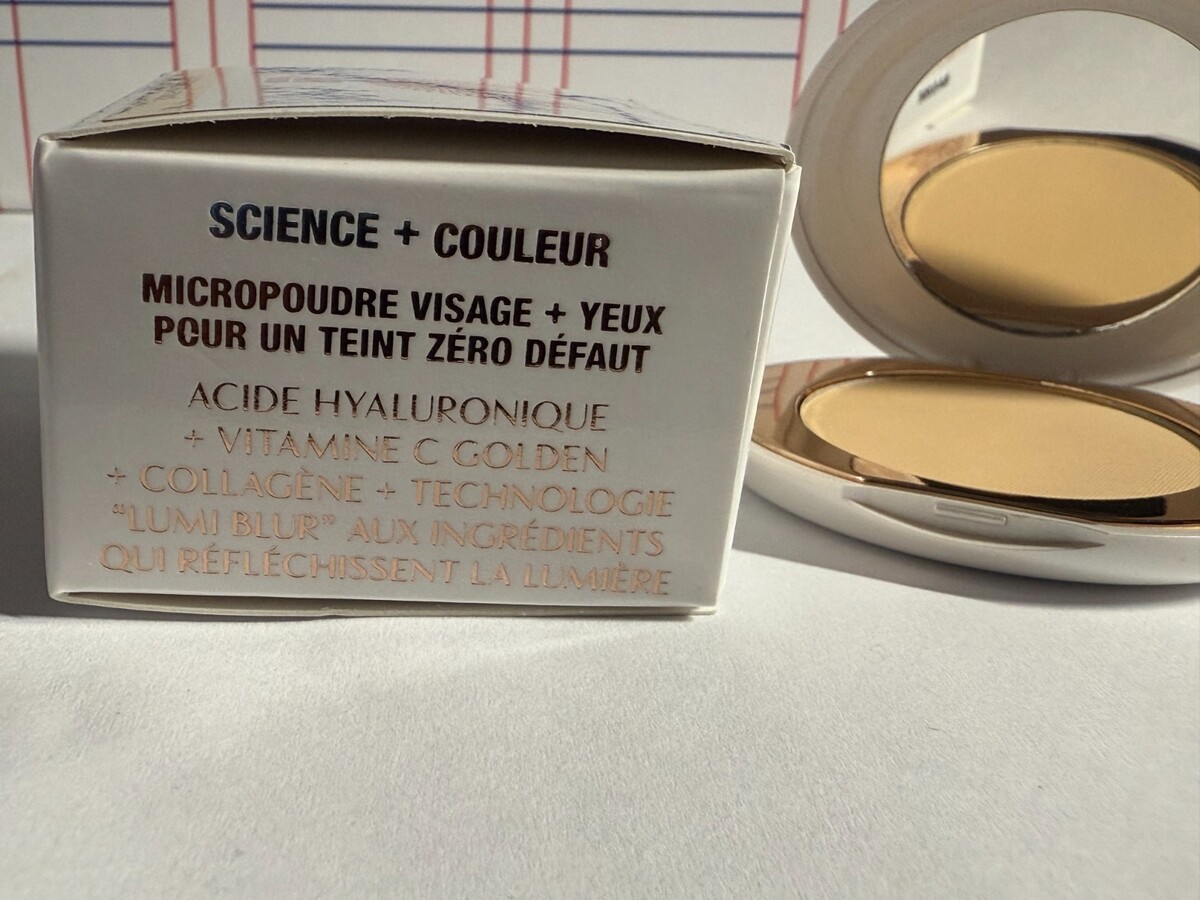 SCIENCE + COULEUR
MICROPOUDRE VISAGE + YEUX
POUR UN TEINT ZÉRO DÉFAUT
ACIDE HYALURONIQUE
+ VITAMINE C GOLDEN
+ COLLAGÈNE + TECHNOLOGIE
“LUMI BLUR” AUX INGRÉDIENTS
QUI RÉFLÉCHISSENT LA LUMIÈRE